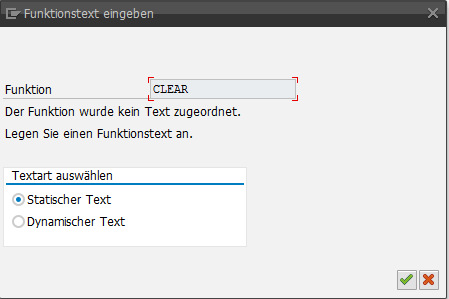 Funktionstext eingeben
Funktion CLEAR
Der Funktion wurde kein Text zugeordnet.
Legen Sie einen Funktionstext an.
Textart auswählen
Statischer Text
Dynamischer Text